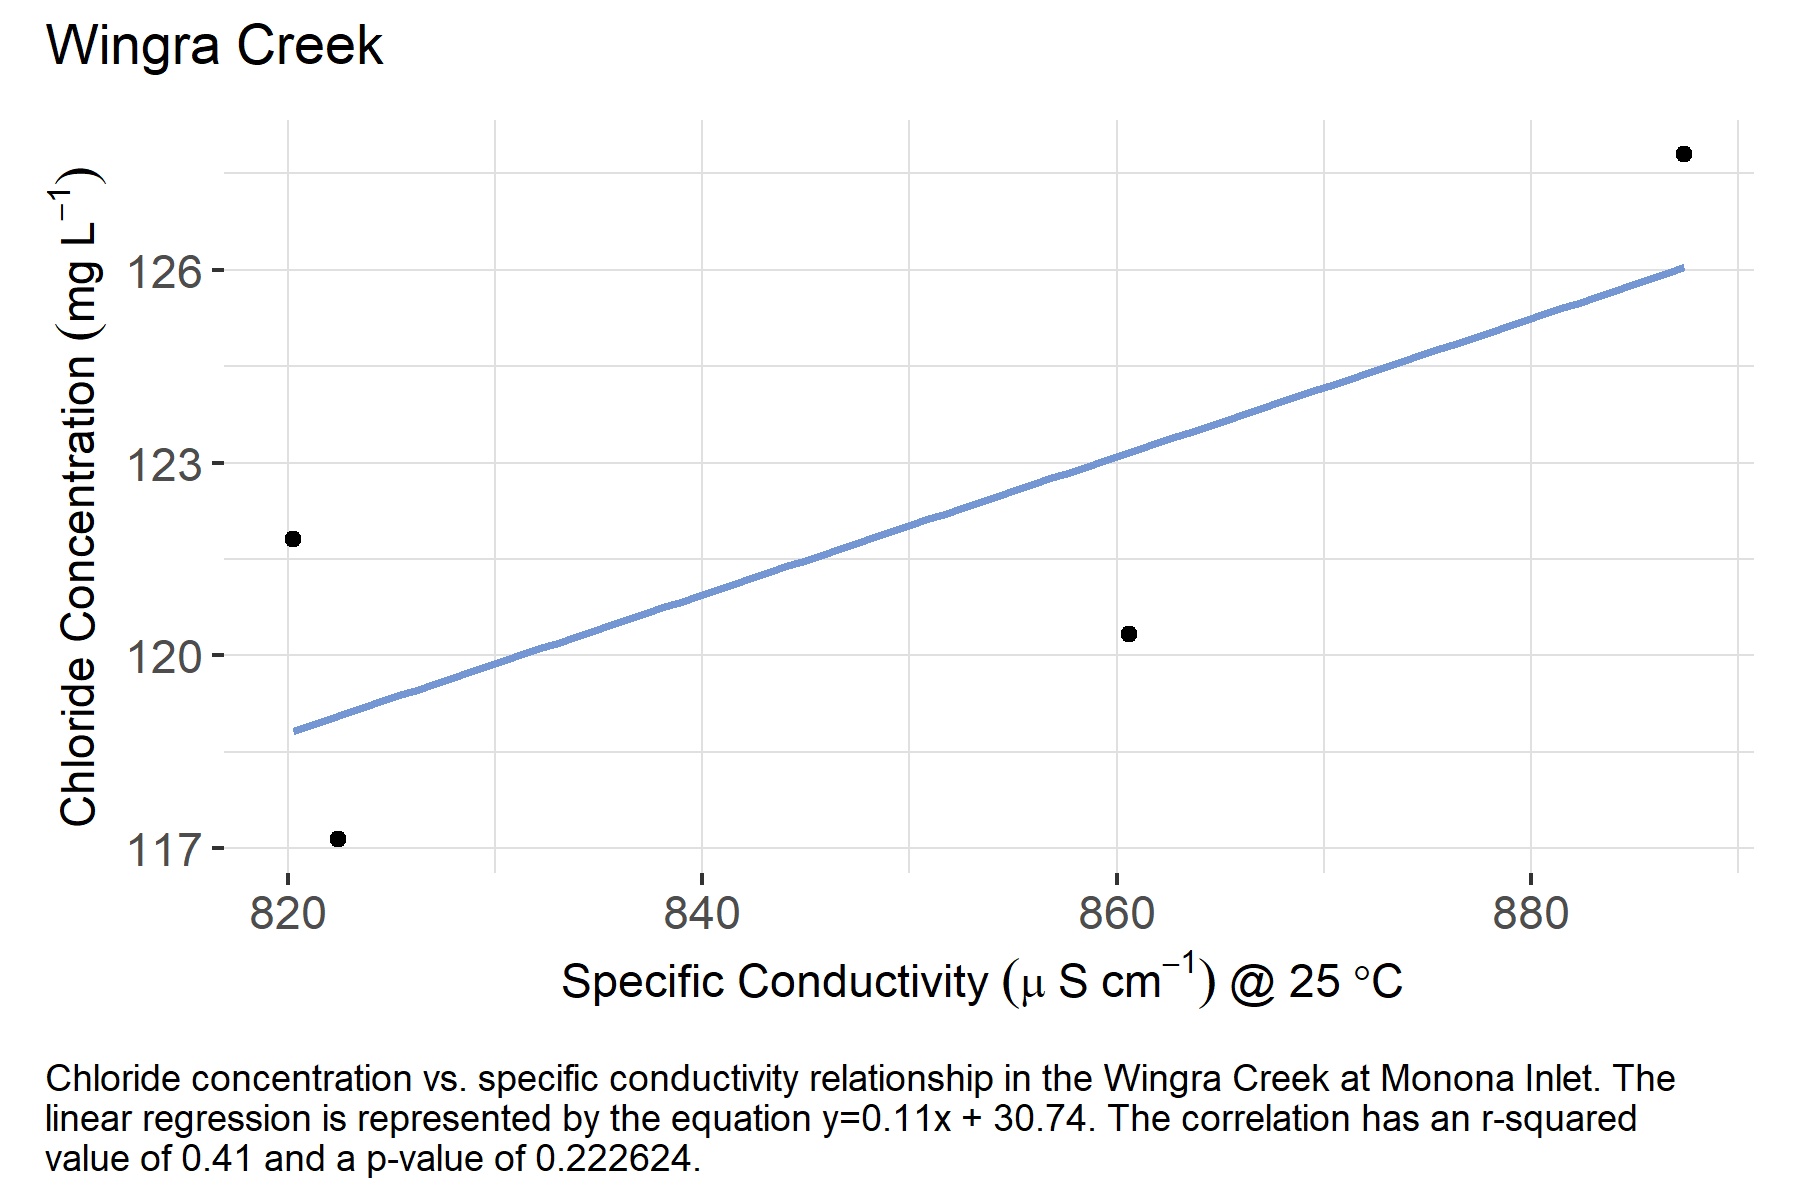 Wingra Creek
Chloride Concentration (mg L⁻¹)
126
123
120
117
820 840 860 880
Specific Conductivity (μ S cm⁻¹) @ 25 °C
Chloride concentration vs. specific conductivity relationship in the Wingra Creek at Monona Inlet. The
linear regression is represented by the equation y=0.11x + 30.74. The correlation has an r-squared
value of 0.41 and a p-value of 0.222624.